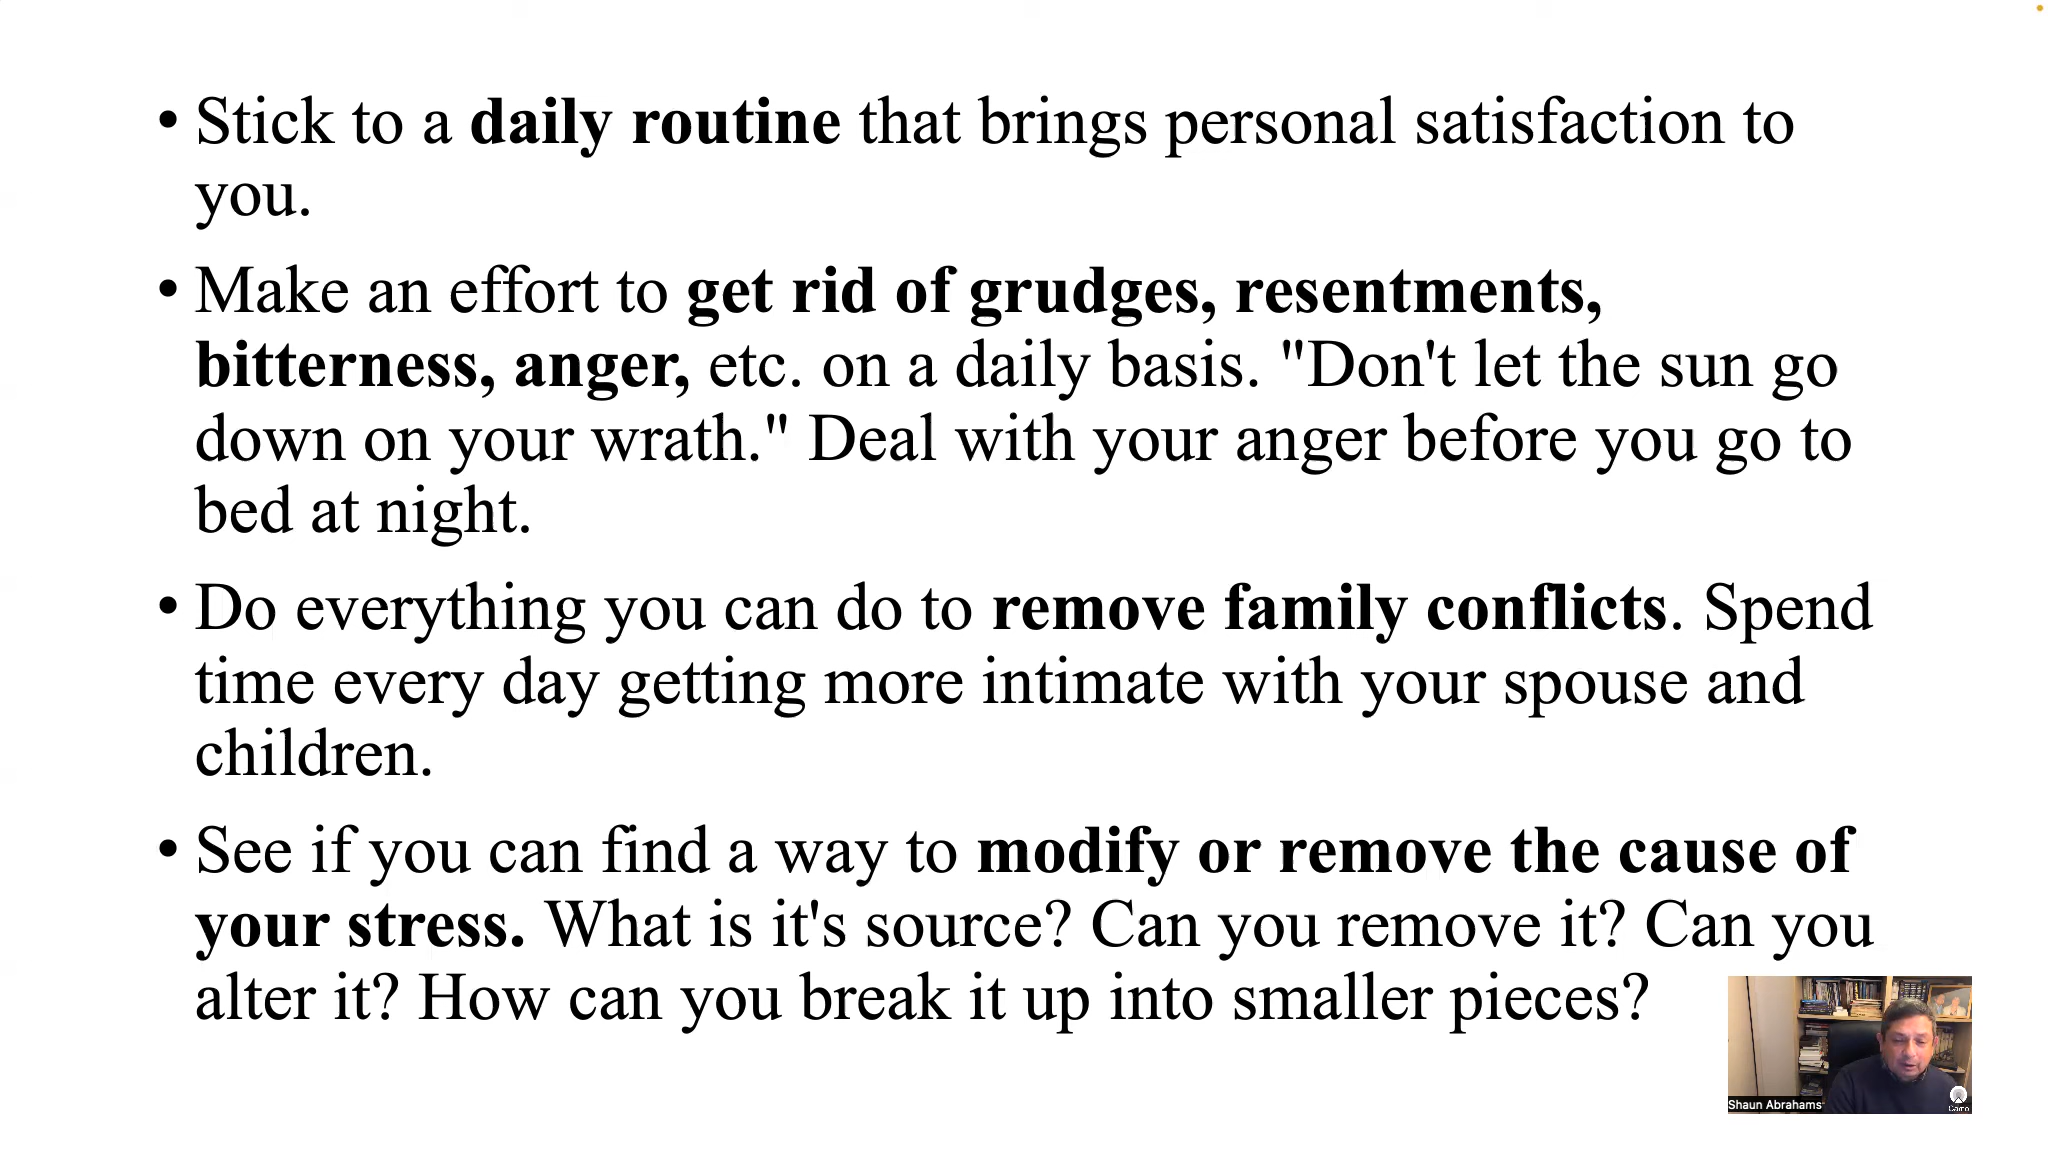 • Stick to a daily routine that brings personal satisfaction to
you.
• Make an effort to get rid of grudges, resentments,
bitterness, anger, etc. on a daily basis. "Don't let the sun go
down on your wrath." Deal with your anger before you go to
bed at night.
• Do everything you can do to remove family conflicts. Spend
time every day getting more intimate with your spouse and
children.
• See if you can find a way to modify or remove the cause of
your stress. What is it's source? Can you remove it? Can you
alter it? How can you break it up into smaller pieces?
Shaun Abrahams
Camo